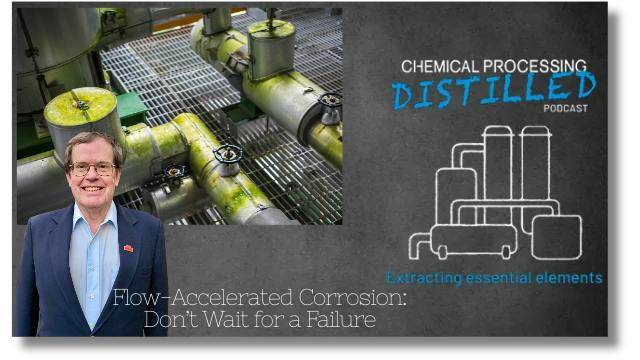 CHEMICAL PROCESSING
DISTILLED
PODCAST
Extracting essential elements
Flow-Accelerated Corrosion:
Don't Wait for a Failure